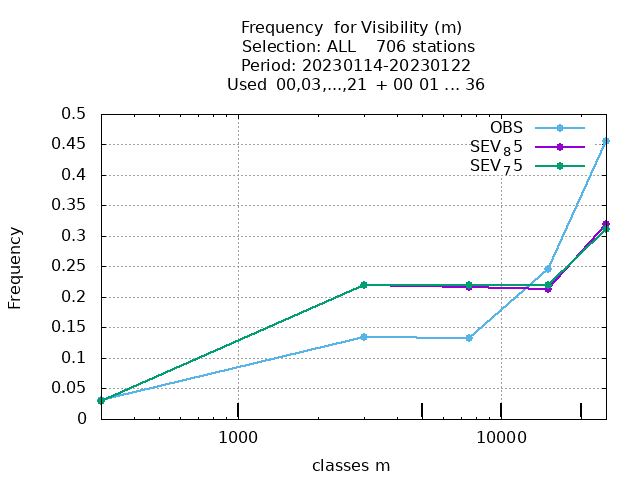 Frequency for Visibility (m)
Selection: ALL 706 stations
Period: 20230114-20230122
Used 00,03,...,21 + 00 01 ... 36
OBS
SEV₈5
SEV₇5
0.5
0.45
0.4
0.35
0.3
0.25
0.2
0.15
0.1
0.05
0
Frequency
1000 10000
classes m